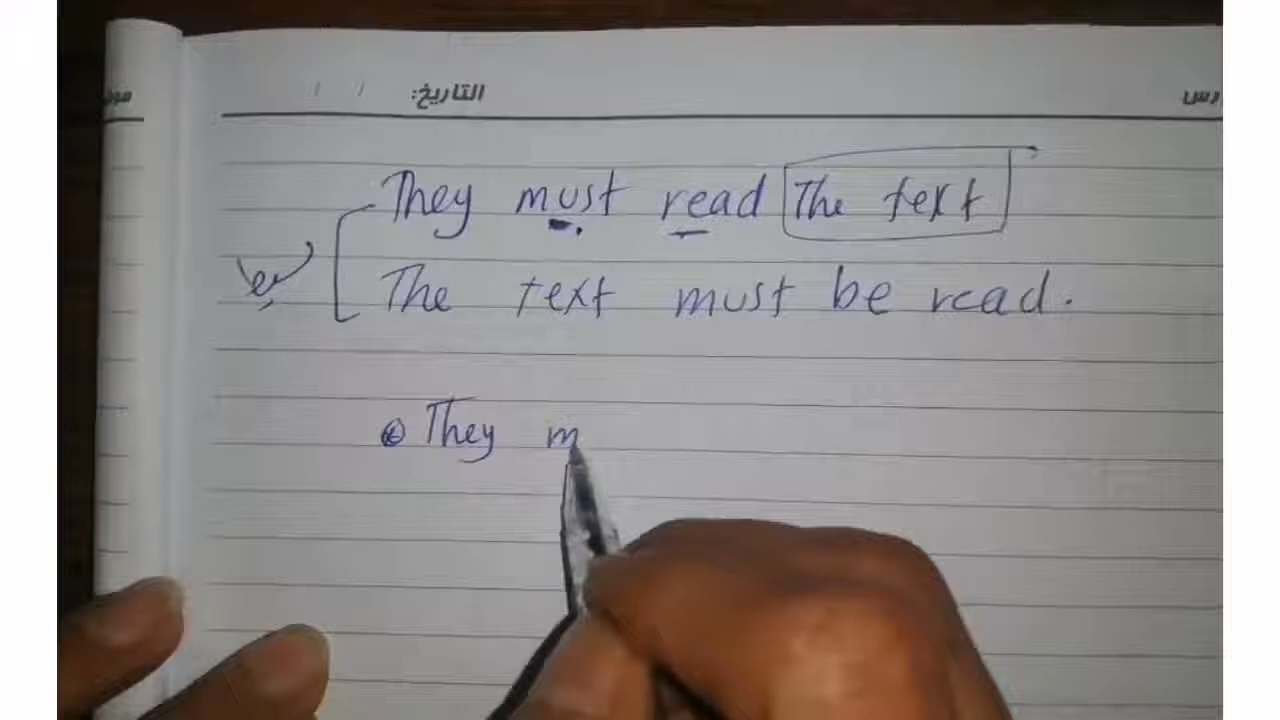 التاريخ: / /
They must read The text
The text must be read.
They m